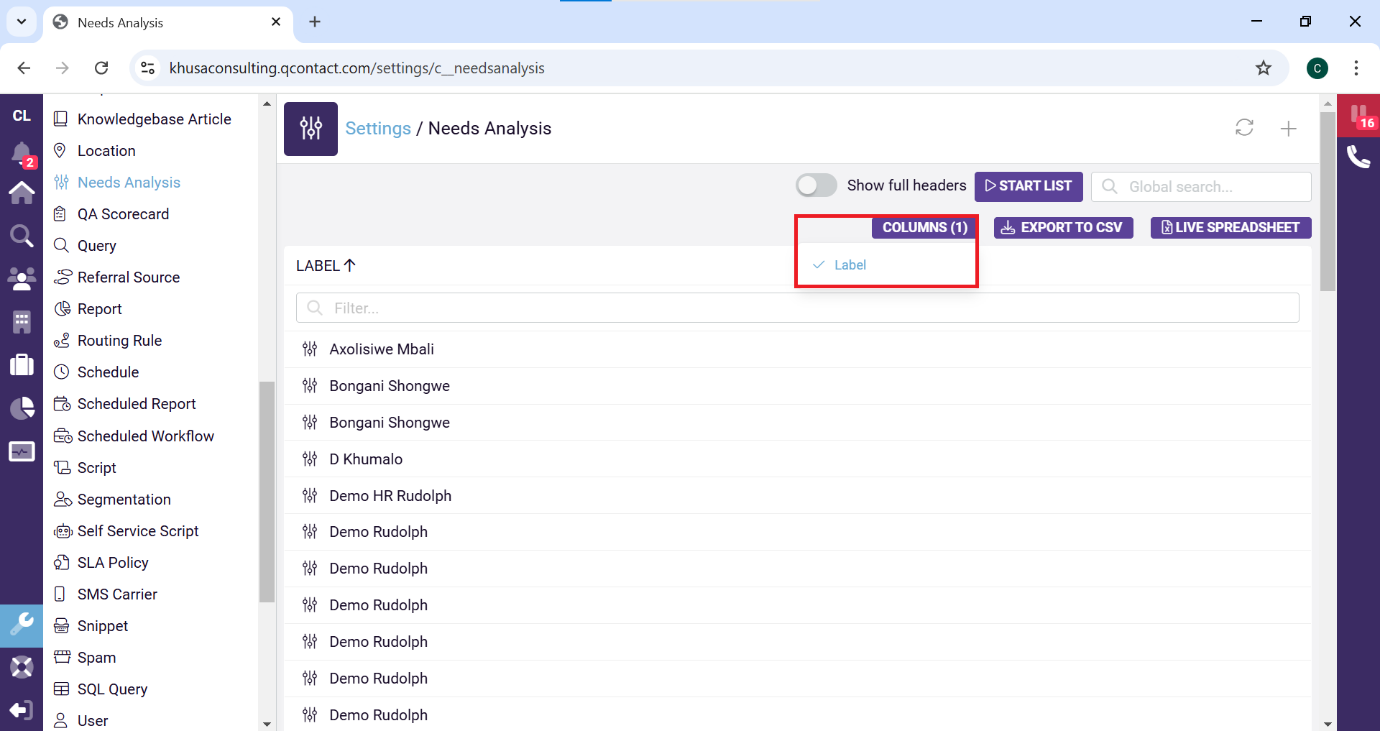 Needs Analysis
khusaconsulting.qcontact.com/settings/c__needsanalysis
C
CL
2
16
Knowledgebase Article
Location
Needs Analysis
QA Scorecard
Query
Referral Source
Report
Routing Rule
Schedule
Scheduled Report
Scheduled Workflow
Script
Segmentation
Self Service Script
SLA Policy
SMS Carrier
Snippet
Spam
SQL Query
User
Settings / Needs Analysis
Show full headers
START LIST
Global search...
COLUMNS (1)
EXPORT TO CSV
LIVE SPREADSHEET
Label
LABEL
Filter...
Axolisiwe Mbali
Bongani Shongwe
Bongani Shongwe
D Khumalo
Demo HR Rudolph
Demo Rudolph
Demo Rudolph
Demo Rudolph
Demo Rudolph
Demo Rudolph
Demo Rudolph